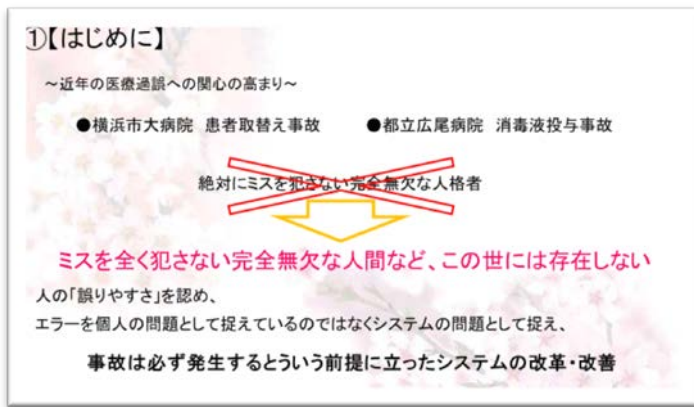 ①【はじめに】
～近年の医療過誤への関心の高まり～
●横浜市大病院 患者取替え事故 ●都立広尾病院 消毒液投与事故
絶対にミスを犯さない完全無欠な人格者
ミスを全く犯さない完全無欠な人間など、この世には存在しない
人の「誤りやすさ」を認め、
エラーを個人の問題として捉えているのではなくシステムの問題として捉え、
事故は必ず発生するとういう前提に立ったシステムの改革・改善